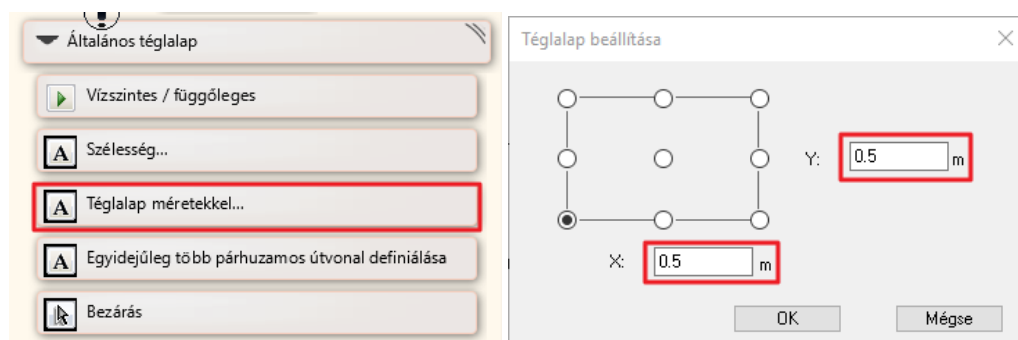 Általános téglalap
Vízszintes / függőleges
A Szélesség...
A Téglalap méretekkel...
A Egyidejűleg több párhuzamos útvonal definiálása
Bezárás
Téglalap beállítása
Y: 0.5 m
X: 0.5 m
OK Mégse